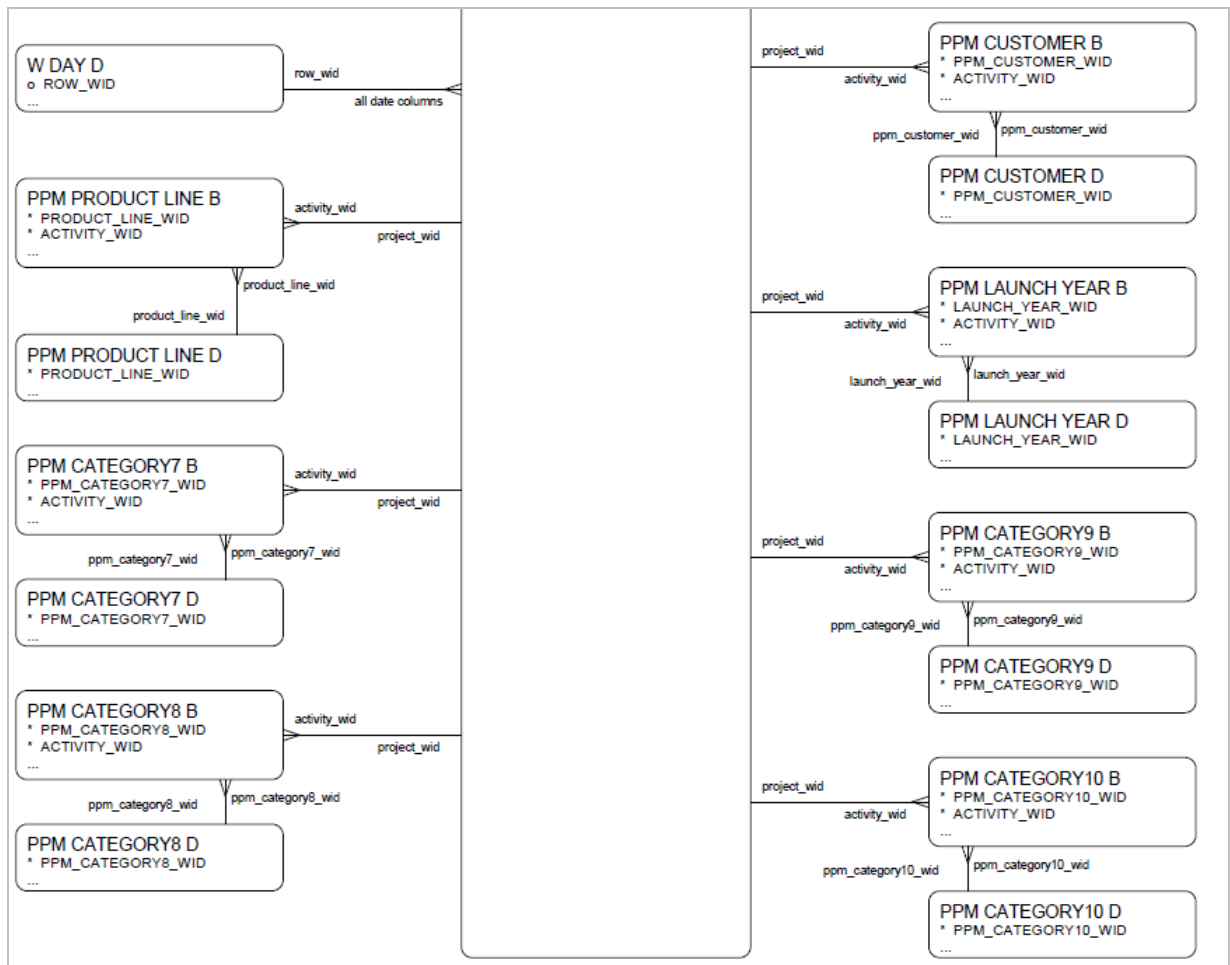 W DAY D
o ROW_WID
...
row_wid
all date columns
PPM PRODUCT LINE B
* PRODUCT_LINE_WID
* ACTIVITY_WID
...
activity_wid
project_wid
product_line_wid
product_line_wid
PPM PRODUCT LINE D
* PRODUCT_LINE_WID
...
PPM CATEGORY7 B
* PPM_CATEGORY7_WID
* ACTIVITY_WID
...
activity_wid
project_wid
ppm_category7_wid
ppm_category7_wid
PPM CATEGORY7 D
* PPM_CATEGORY7_WID
...
PPM CATEGORY8 B
* PPM_CATEGORY8_WID
* ACTIVITY_WID
...
activity_wid
project_wid
ppm_category8_wid
ppm_category8_wid
PPM CATEGORY8 D
* PPM_CATEGORY8_WID
...
project_wid
activity_wid
PPM CUSTOMER B
* PPM_CUSTOMER_WID
* ACTIVITY_WID
...
ppm_customer_wid
ppm_customer_wid
PPM CUSTOMER D
* PPM_CUSTOMER_WID
...
project_wid
activity_wid
PPM LAUNCH YEAR B
* LAUNCH_YEAR_WID
* ACTIVITY_WID
...
launch_year_wid
launch_year_wid
PPM LAUNCH YEAR D
* LAUNCH_YEAR_WID
...
project_wid
activity_wid
PPM CATEGORY9 B
* PPM_CATEGORY9_WID
* ACTIVITY_WID
...
ppm_category9_wid
ppm_category9_wid
PPM CATEGORY9 D
* PPM_CATEGORY9_WID
...
project_wid
activity_wid
PPM CATEGORY10 B
* PPM_CATEGORY10_WID
* ACTIVITY_WID
...
ppm_category10_wid
ppm_category10_wid
PPM CATEGORY10 D
* PPM_CATEGORY10_WID
...